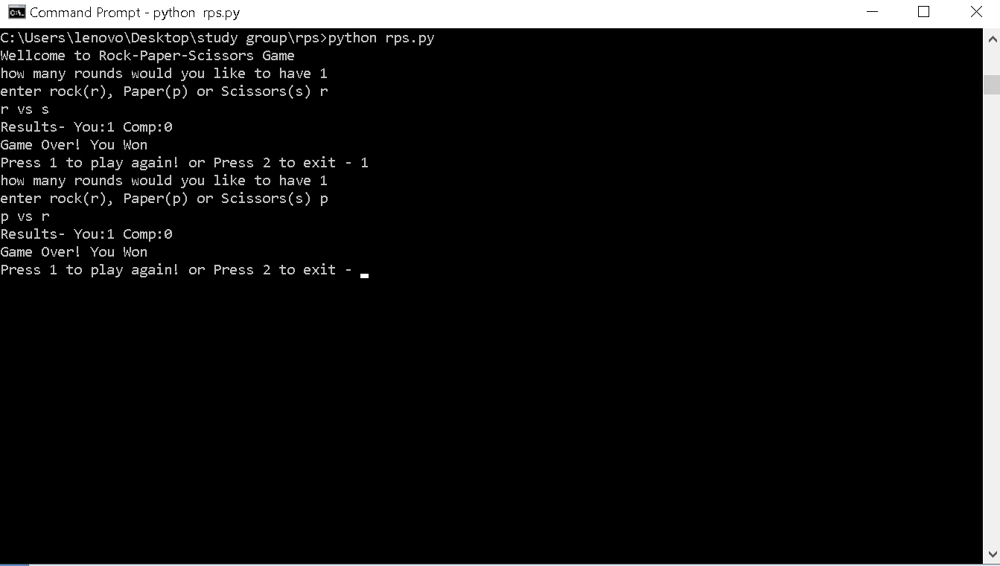 Command Prompt - python  rps.py
C:\Users\lenovo\Desktop\study group\rps>python rps.py
Wellcome to Rock-Paper-Scissors Game
how many rounds would you like to have 1
enter rock(r), Paper(p) or Scissors(s) r
r vs s
Results- You:1 Comp:0
Game Over! You Won
Press 1 to play again! or Press 2 to exit - 1
how many rounds would you like to have 1
enter rock(r), Paper(p) or Scissors(s) p
p vs r
Results- You:1 Comp:0
Game Over! You Won
Press 1 to play again! or Press 2 to exit -